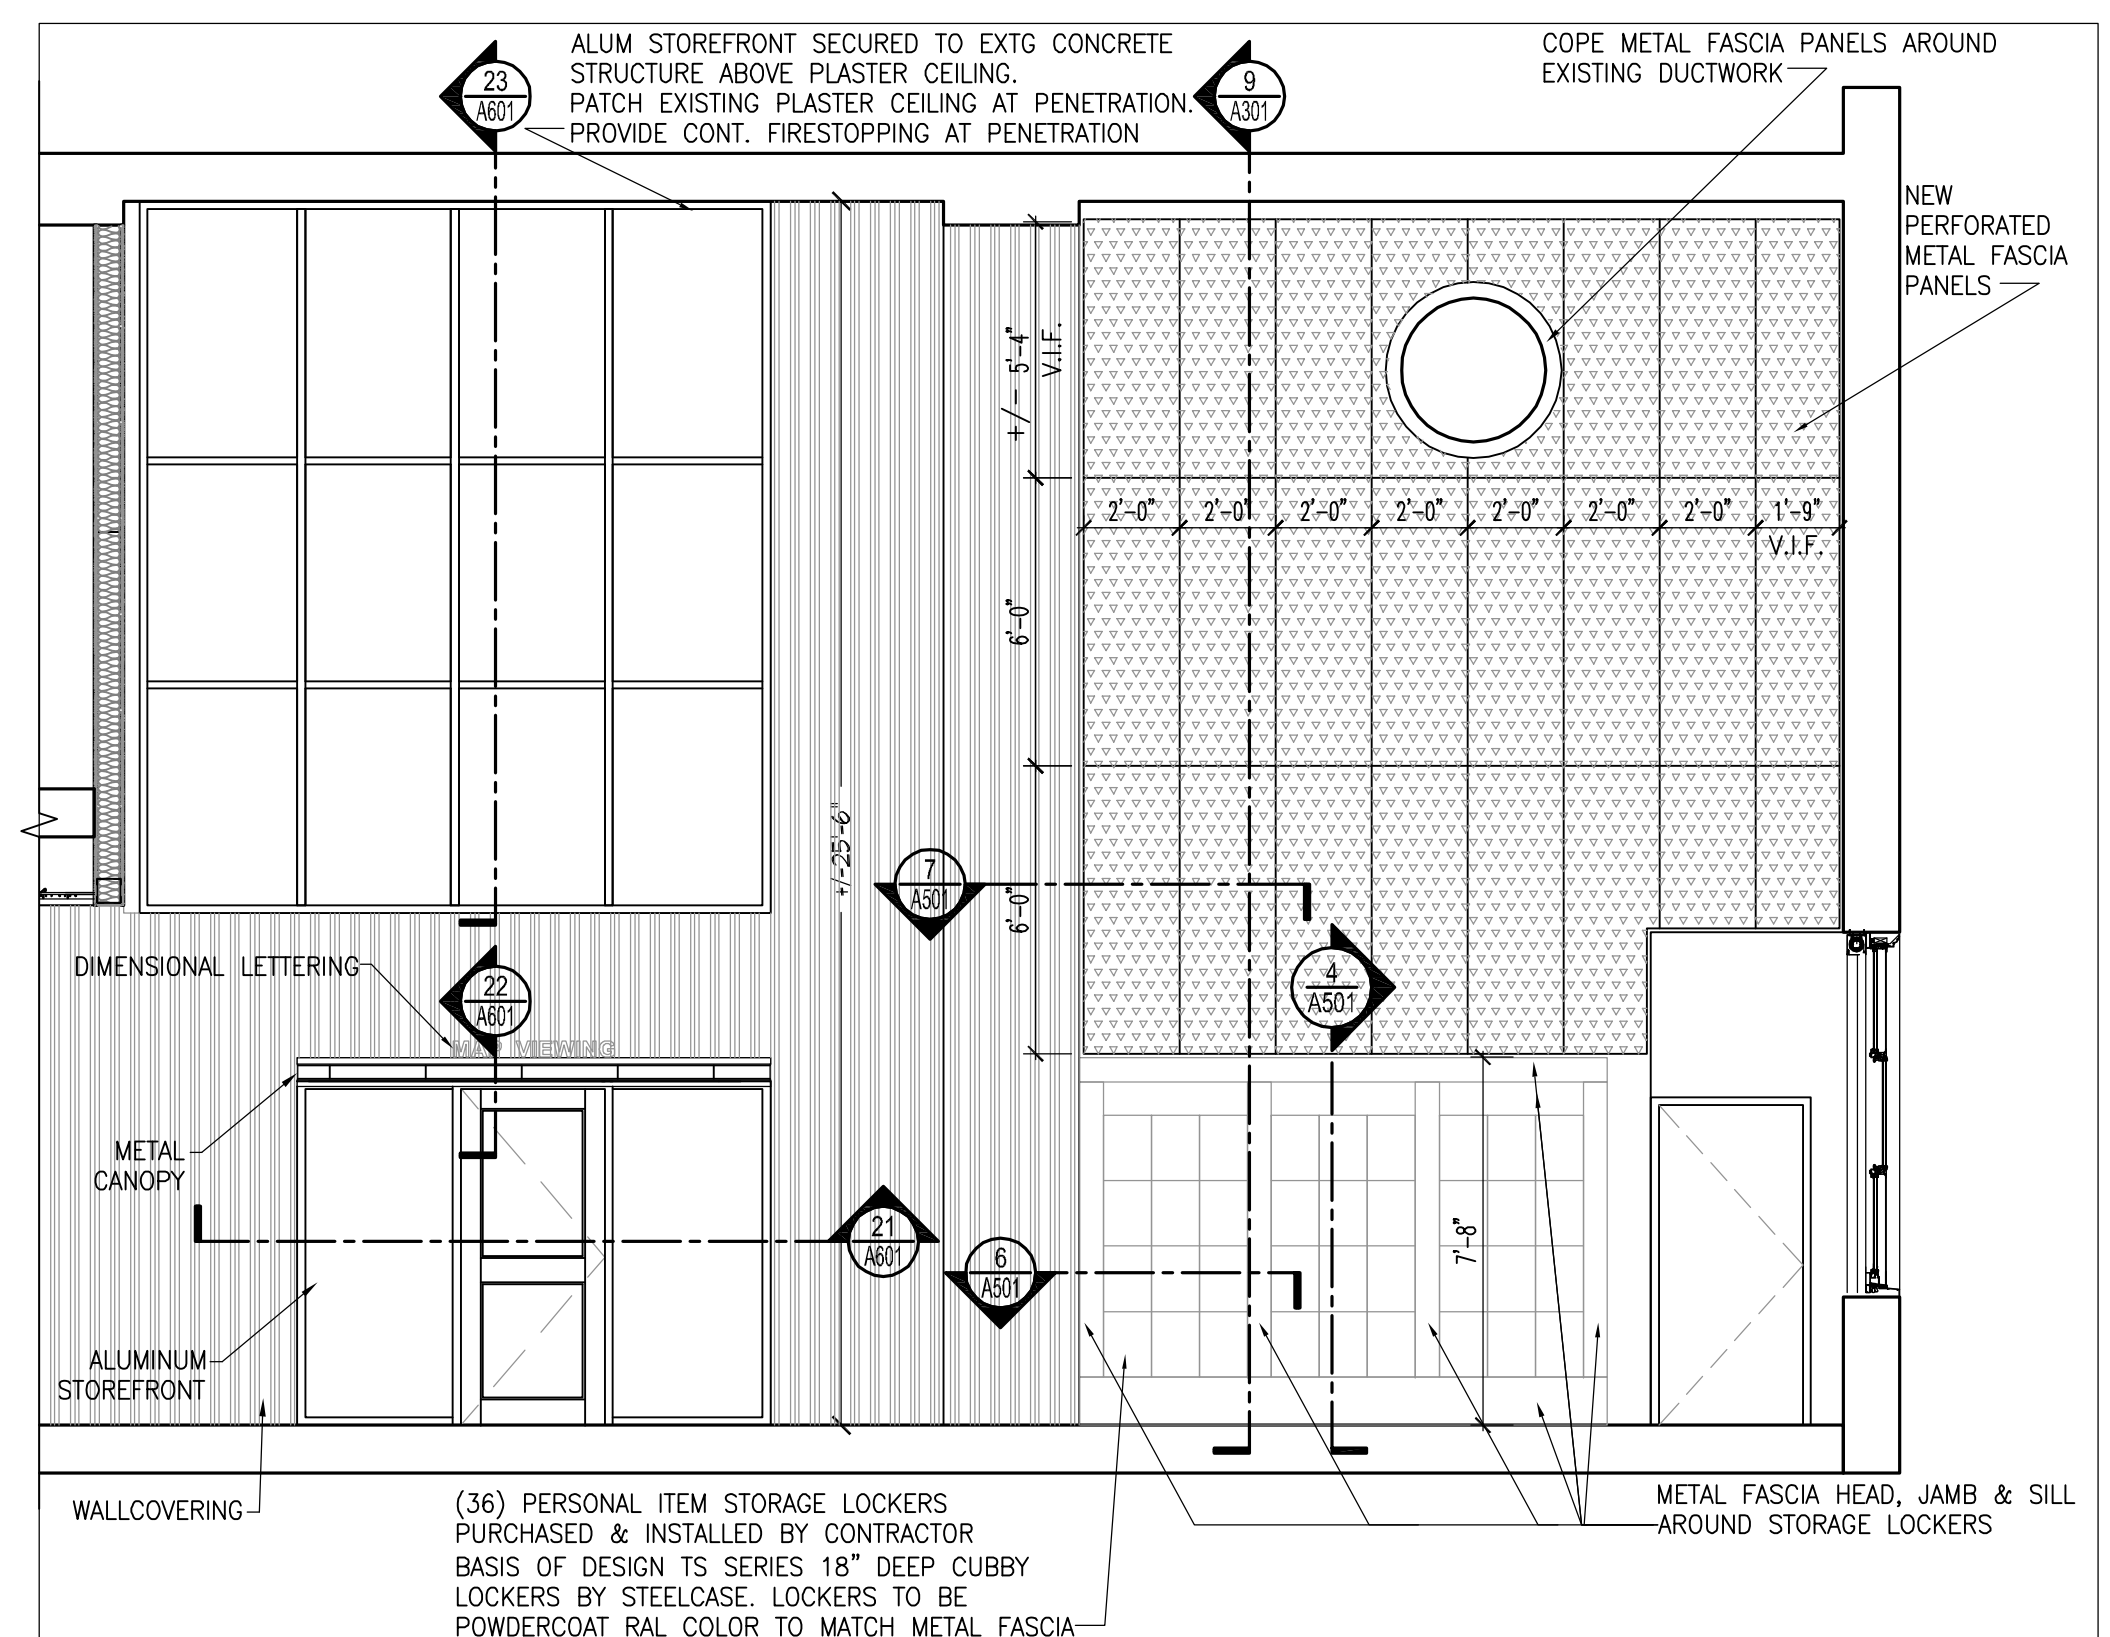 ALUM STOREFRONT SECURED TO EXTG CONCRETE
STRUCTURE ABOVE PLASTER CEILING.
PATCH EXISTING PLASTER CEILING AT PENETRATION.
PROVIDE CONT. FIRESTOPPING AT PENETRATION
23
A601
9
A301
COPE METAL FASCIA PANELS AROUND
EXISTING DUCTWORK
NEW
PERFORATED
METAL FASCIA
PANELS
+/- 5'-4"
V.I.F.
2'-0"
2'-0"
2'-0"
2'-0"
2'-0"
2'-0"
2'-0"
1'-9"
V.I.F.
6'-0"
+/-25'-6"
7
A501
6'-0"
DIMENSIONAL LETTERING
22
A601
4
A501
MAP VIEWING
METAL
CANOPY
21
A601
6
A501
7'-8"
ALUMINUM
STOREFRONT
WALLCOVERING
(36) PERSONAL ITEM STORAGE LOCKERS
PURCHASED & INSTALLED BY CONTRACTOR
BASIS OF DESIGN TS SERIES 18" DEEP CUBBY
LOCKERS BY STEELCASE. LOCKERS TO BE
POWDERCOAT RAL COLOR TO MATCH METAL FASCIA
METAL FASCIA HEAD, JAMB & SILL
AROUND STORAGE LOCKERS